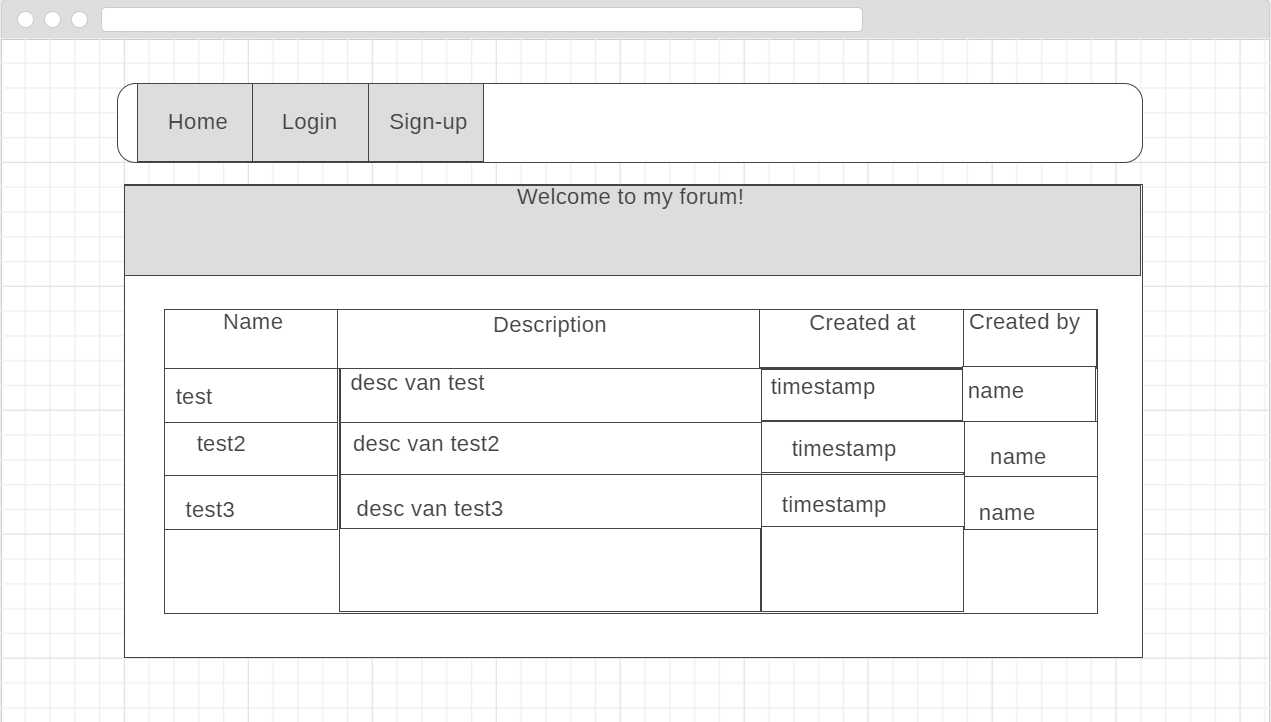 Home Login Sign-up
Welcome to my forum!
Name Description Created at Created by
test desc van test timestamp name
test2 desc van test2 timestamp name
test3 desc van test3 timestamp name